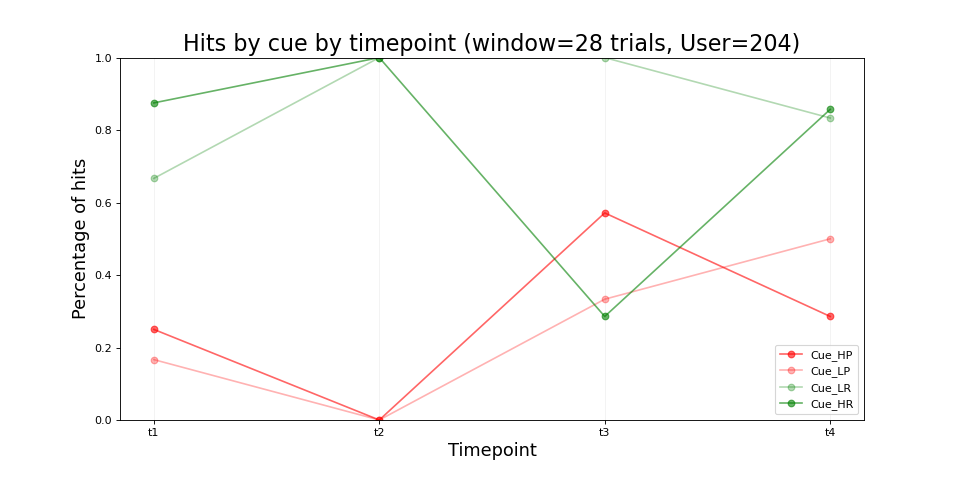 Hits by cue by timepoint (window=28 trials, User=204)
Percentage of hits
1.0
0.8
0.6
0.4
0.2
0.0
t1
t2
t3
t4
Timepoint
Cue_HP
Cue_LP
Cue_LR
Cue_HR